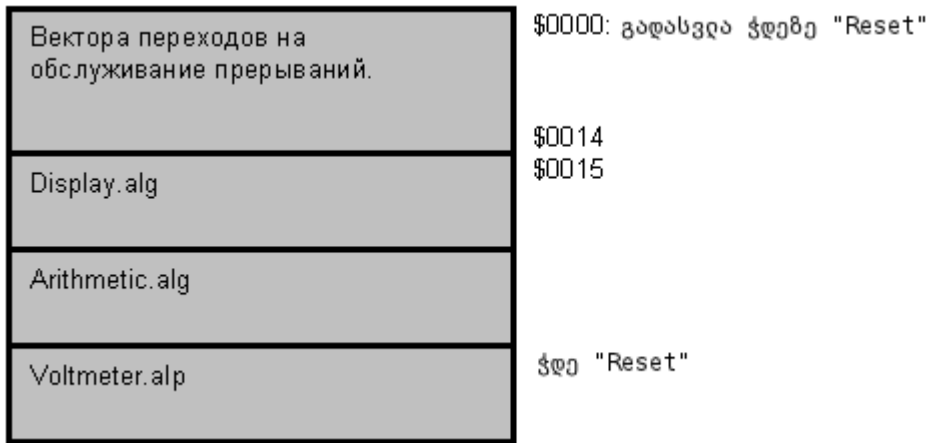 Вектора переходов на
обслуживание прерываний.
$0000: გადასვლა ჭდეზე "Reset"
$0014
$0015
Display.alg
Arithmetic.alg
Voltmeter.alp
ჭდე "Reset"